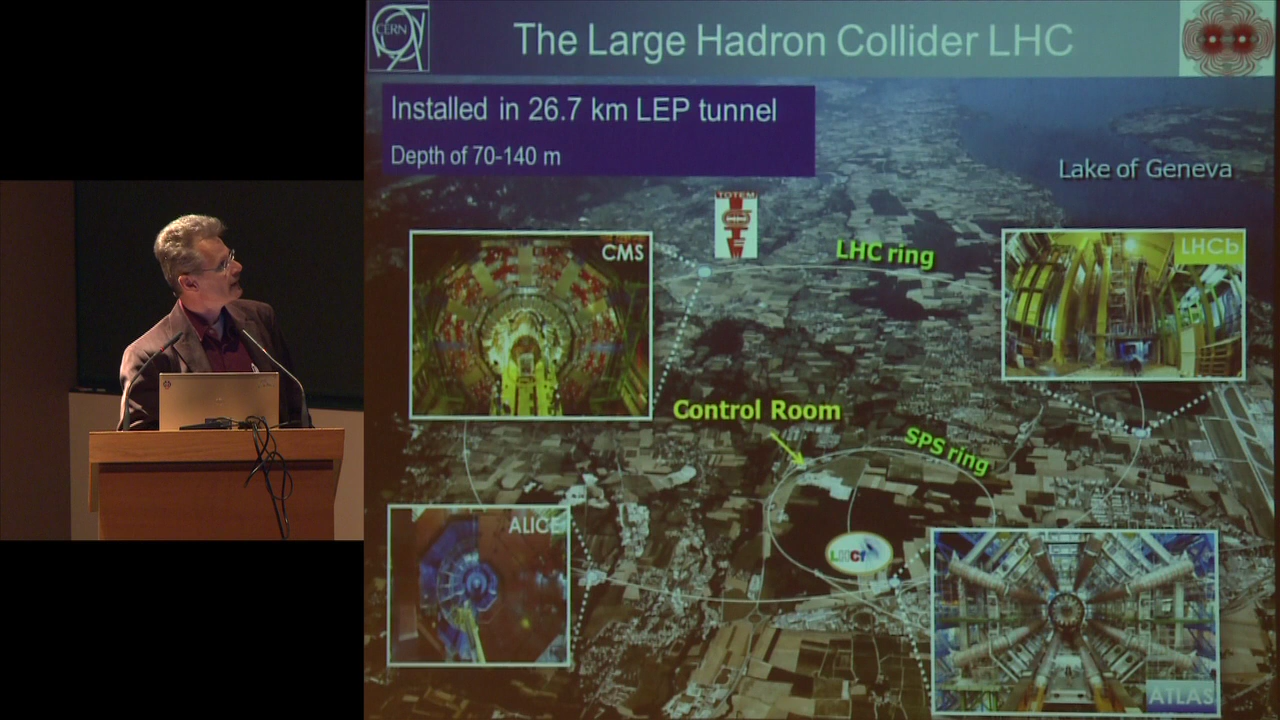 CERN
The Large Hadron Collider LHC
Installed in 26.7 km LEP tunnel
Depth of 70-140 m
Lake of Geneva
TOTEM
CMS
LHC ring
LHCb
Control Room
SPS ring
ALICE
LHCf
ATLAS